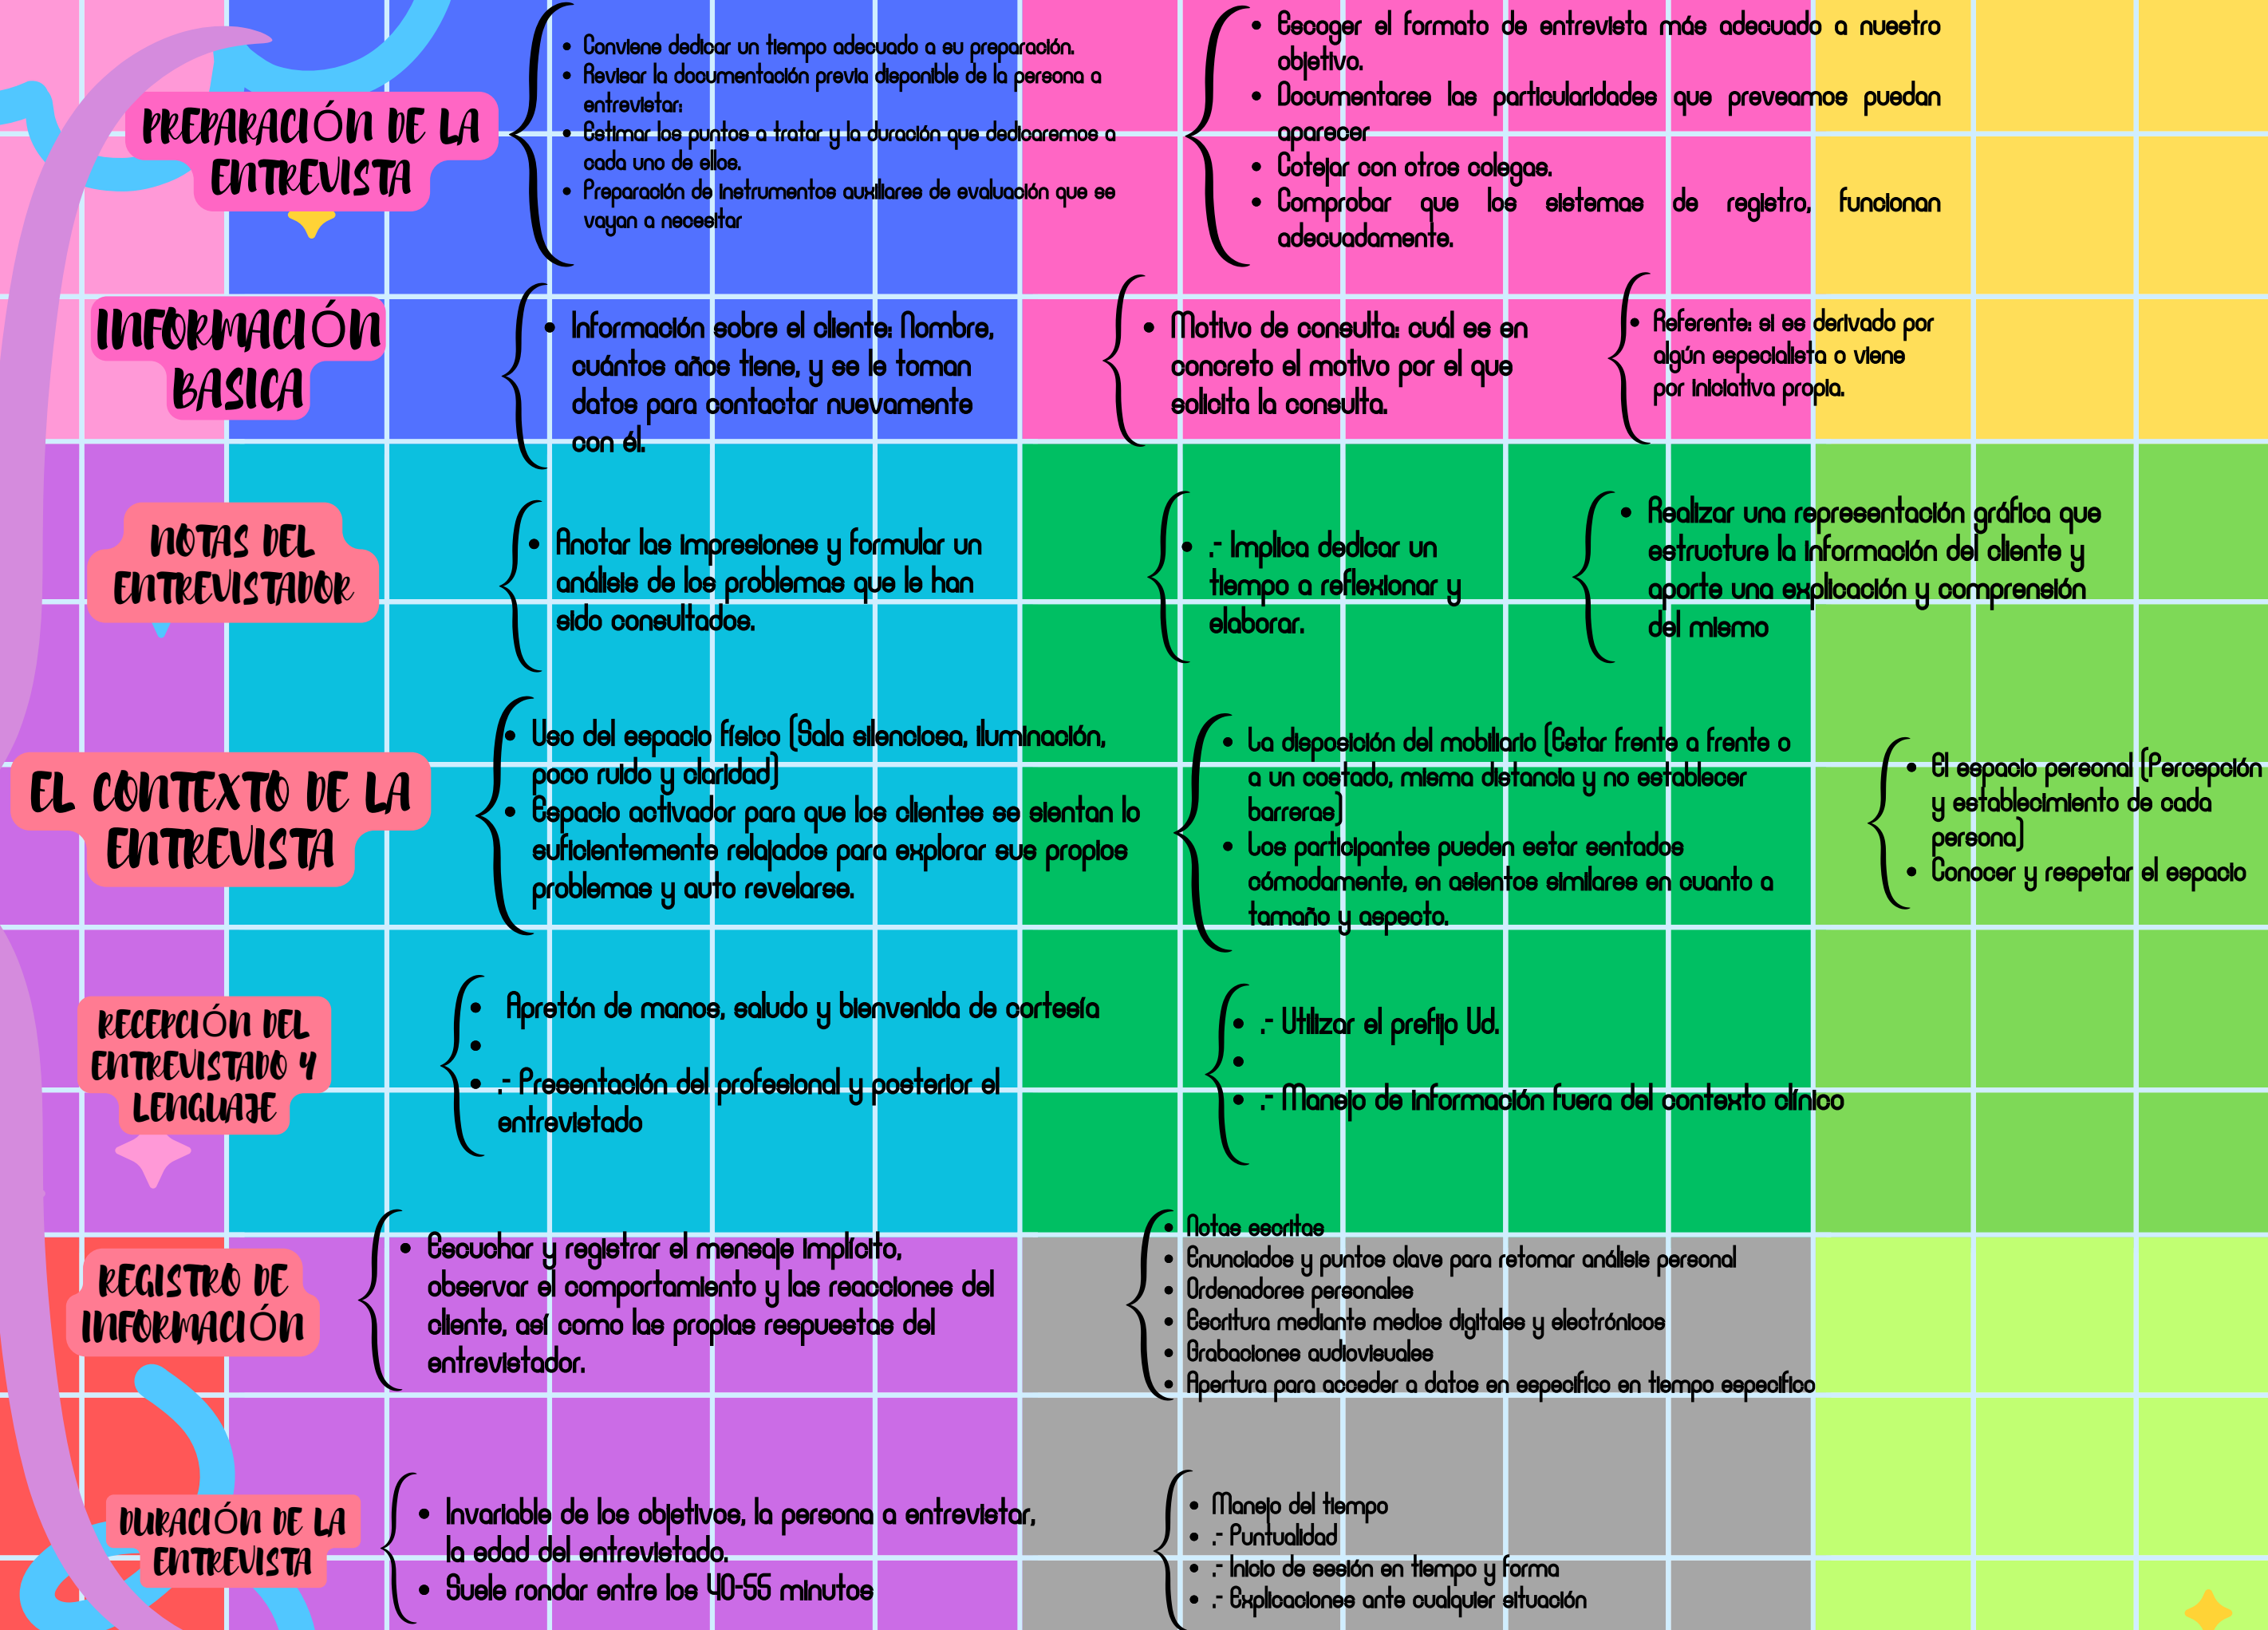 PREPARACIÓN DE LA
ENTREVISTA
• Conviene dedicar un tiempo adecuado a su preparación.
• Revisar la documentación previa disponible de la persona a
entrevistar:
• Estimar los puntos a tratar y la duración que dedicaremos a
cada uno de ellos.
• Preparación de instrumentos auxiliares de evaluación que se
vayan a necesitar
• Escoger el formato de entrevista más adecuado a nuestro
objetivo.
• Documentarse las particularidades que preveamos puedan
aparecer
• Cotejar con otros colegas.
• Comprobar que los sistemas de registro, funcionan
adecuadamente.
INFORMACIÓN
BASICA
• Información sobre el cliente: Nombre,
cuántos años tiene, y se le toman
datos para contactar nuevamente
con él.
• Motivo de consulta: cuál es en
concreto el motivo por el que
solicita la consulta.
• Referente: si es derivado por
algún especialista o viene
por iniciativa propia.
NOTAS DEL
ENTREVISTADOR
• Anotar las impresiones y formular un
análisis de los problemas que le han
sido consultados.
• .- Implica dedicar un
tiempo a reflexionar y
elaborar.
• Realizar una representación gráfica que
estructure la información del cliente y
aporte una explicación y comprensión
del mismo
EL CONTEXTO DE LA
ENTREVISTA
• Uso del espacio físico (Sala silenciosa, iluminación,
poco ruido y claridad)
• Espacio activador para que los clientes se sientan lo
suficientemente relajados para explorar sus propios
problemas y auto revelarse.
• La disposición del mobiliario (Estar frente a frente o
a un costado, misma distancia y no establecer
barreras)
• Los participantes pueden estar sentados
cómodamente, en asientos similares en cuanto a
tamaño y aspecto.
• El espacio personal (Percepción
y establecimiento de cada
persona)
• Conocer y respetar el espacio
RECEPCIÓN DEL
ENTREVISTADO Y
LENGUAJE
• Apretón de manos, saludo y bienvenida de cortesía
•
• .- Presentación del profesional y posterior el
entrevistado
• .- Utilizar el prefijo Ud.
•
• .- Manejo de información fuera del contexto clínico
REGISTRO DE
INFORMACIÓN
• Escuchar y registrar el mensaje implícito,
observar el comportamiento y las reacciones del
cliente, así como las propias respuestas del
entrevistador.
• Notas escritas
• Enunciados y puntos clave para retomar análisis personal
• Ordenadores personales
• Escritura mediante medios digitales y electrónicos
• Grabaciones audiovisuales
• Apertura para acceder a datos en especifico en tiempo especifico
DURACIÓN DE LA
ENTREVISTA
• Invariable de los objetivos, la persona a entrevistar,
la edad del entrevistado.
• Suele rondar entre los 40-55 minutos
• Manejo del tiempo
• .- Puntualidad
• .- Inicio de sesión en tiempo y forma
• .- Explicaciones ante cualquier situación